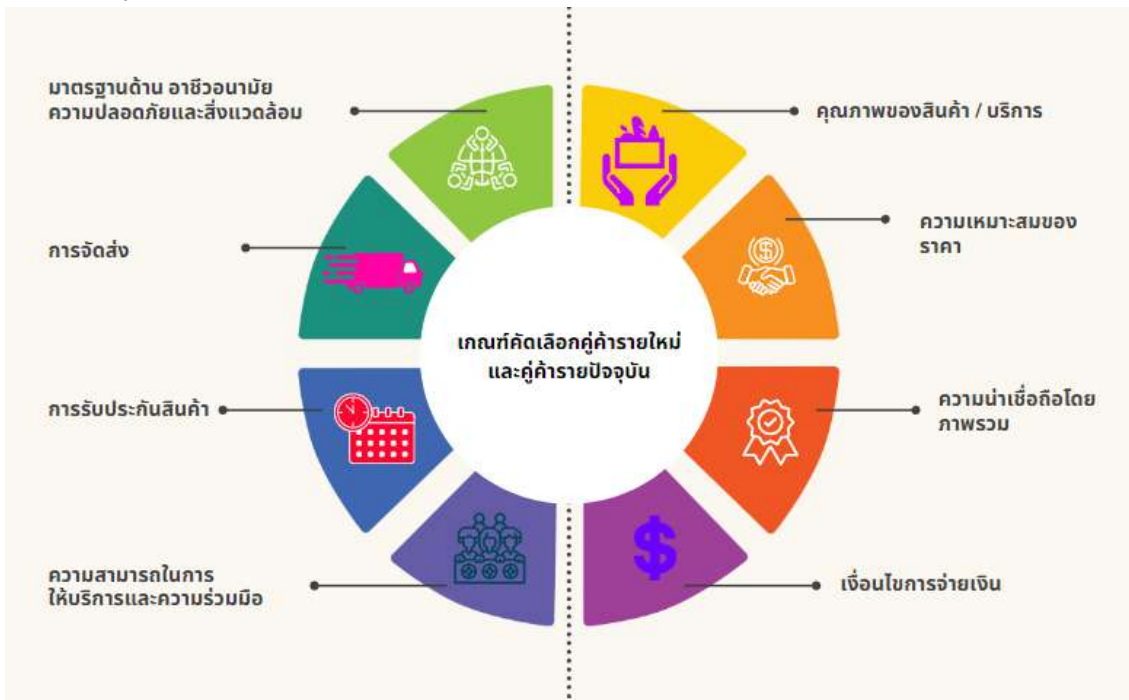 มาตรฐานด้าน อาชีวอนามัย
ความปลอดภัยและสิ่งแวดล้อม
คุณภาพของสินค้า / บริการ
การจัดส่ง
ความเหมาะสมของ
ราคา
เกณฑ์คัดเลือกคู่ค้ารายใหม่
และคู่ค้ารายปัจจุบัน
การรับประกันสินค้า
ความน่าเชื่อถือโดย
ภาพรวม
ความสามารถในการ
ให้บริการและความร่วมมือ
เงื่อนไขการจ่ายเงิน